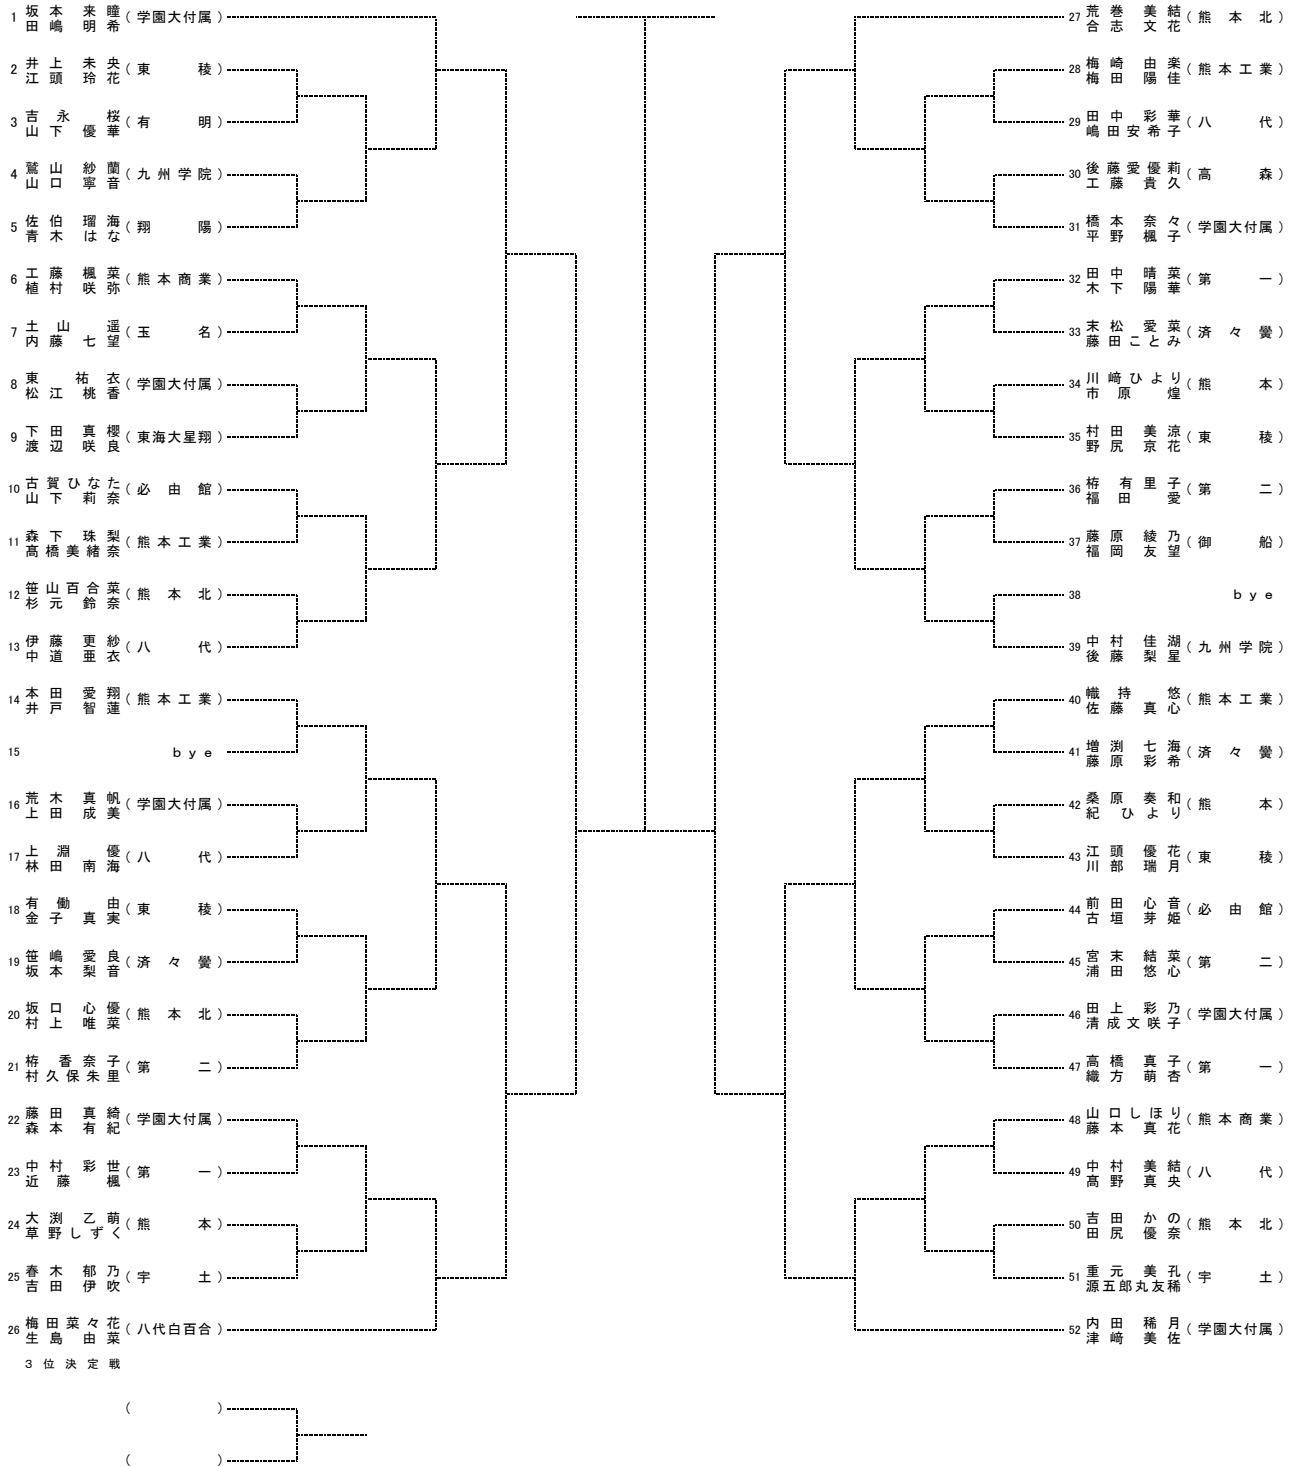 1 坂本 来瞳 (学園大付属)
田嶋 明希
2 井上 未央 (東稜)
江頭 玲花
3 吉永 桜 (有明)
山下 優華
4 鷲山 紗蘭 (九州学院)
山口 寧音
5 佐伯 瑠海 (翔陽)
青木 はな
6 工藤 楓菜 (熊本商業)
植村 咲弥
7 土山 遥 (玉名)
内藤 七望
8 東 祐衣 (学園大付属)
松江 桃香
9 下田 真櫻 (東海大星翔)
渡辺 咲良
10 古賀ひなた (必由館)
山下 莉奈
11 森下 珠梨 (熊本工業)
髙橋美緒奈
12 笹山百合菜 (熊本北)
杉元 鈴奈
13 伊藤 更紗 (八代)
中道 亜衣
14 本田 愛翔 (熊本工業)
井戸 智蓮
15 bye
16 荒木 真帆 (学園大付属)
上田 成美
17 上淵 優 (八代)
林田 南海
18 有働 由 (東稜)
金子 真実
19 笹嶋 愛良 (済々黌)
坂本 梨音
20 坂口 心優 (熊本北)
村上 唯菜
21 椿 香奈子 (第二)
村久保朱里
22 藤田 真綺 (学園大付属)
森本 有紀
23 中村 彩世 (第一)
近藤 楓
24 大渕 乙萌 (熊本)
草野しずく
25 春木 郁乃 (宇土)
吉田 伊吹
26 梅田菜々花 (八代白百合)
生島 由菜
3位決定戦
( )
( )
27 荒巻 美結 (熊本北)
合志 文花
28 梅崎 由楽 (熊本工業)
梅田 陽佳
29 田中 彩華 (八代)
嶋田安希子
30 後藤愛優莉 (高森)
工藤 貴久
31 橋本 奈々 (学園大付属)
平野 楓子
32 田中 晴菜 (第一)
木下 陽華
33 末松 愛菜 (済々黌)
藤田ことみ
34 川﨑ひより (熊本)
市原 煌
35 村田 美涼 (東稜)
野尻 京花
36 椿 有里子 (第二)
福田 愛
37 藤原 綾乃 (御船)
福岡 友望
38 bye
39 中村 佳湖 (九州学院)
後藤 梨星
40 幟持 悠 (熊本工業)
佐藤 真心
41 増渕 七海 (済々黌)
藤原 彩希
42 桑原 奏和 (熊本)
紀 ひより
43 江頭 優花 (東稜)
川部 瑞月
44 前田 心音 (必由館)
古垣 芽姫
45 宮末 結菜 (第二)
浦田 悠心
46 田上 彩乃 (学園大付属)
清成文咲子
47 高橋 真子 (第一)
織方 萌杏
48 山口しほり (熊本商業)
藤本 真花
49 中村 美結 (八代)
髙野 真央
50 吉田 かの (熊本北)
田尻 優奈
51 重元 美孔 (宇土)
源五郎丸友稀
52 内田 稀月 (学園大付属)
津﨑 美佐